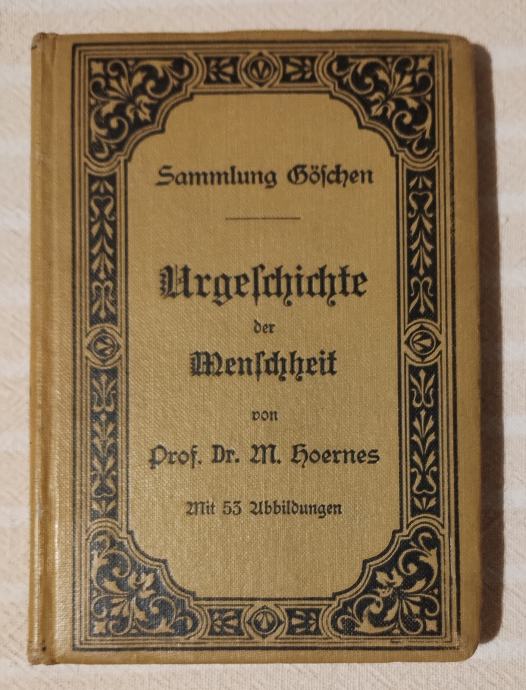 Sammlung Göschen
Urgeschichte
der
Menschheit
von
Prof. Dr. M. Hoernes
Mit 53 Abbildungen